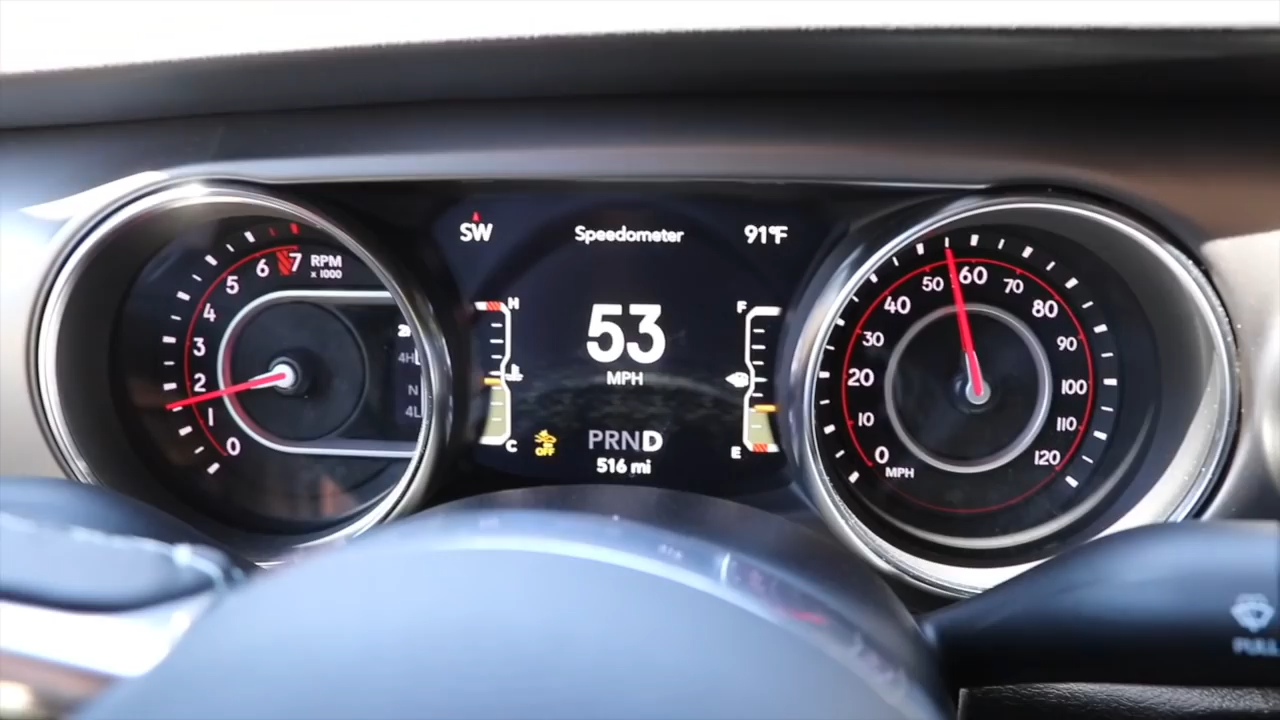 SW
Speedometer
91°F
7
RPM
x 1000
6
5
4
3
2
1
0
4H
N
4L
H
C
53
MPH
F
E
OFF
PRND
516 mi
0
10
20
30
40
50
60
70
80
90
100
110
120
MPH
PULL